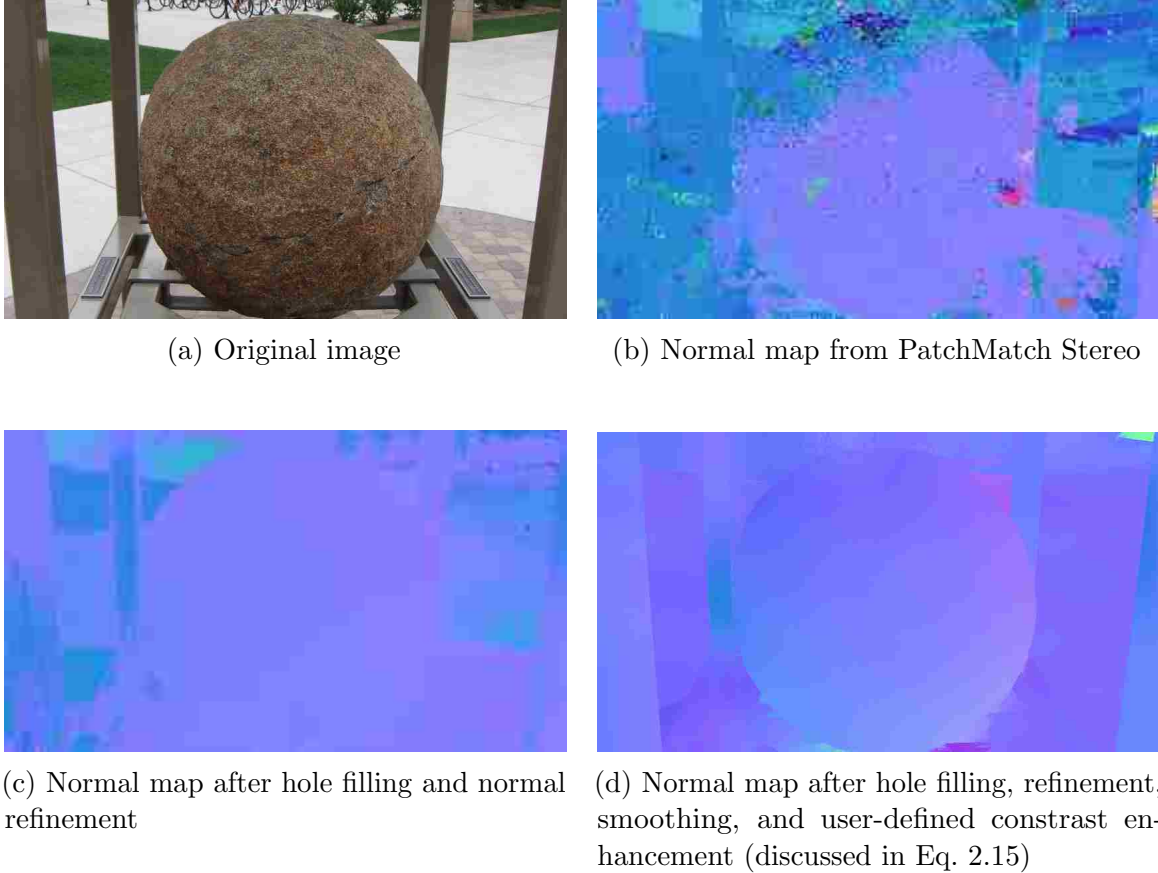 (a) Original image
(b) Normal map from PatchMatch Stereo
(c) Normal map after hole filling and normal
refinement
(d) Normal map after hole filling, refinement,
smoothing, and user-defined constrast en-
hancement (discussed in Eq. 2.15)